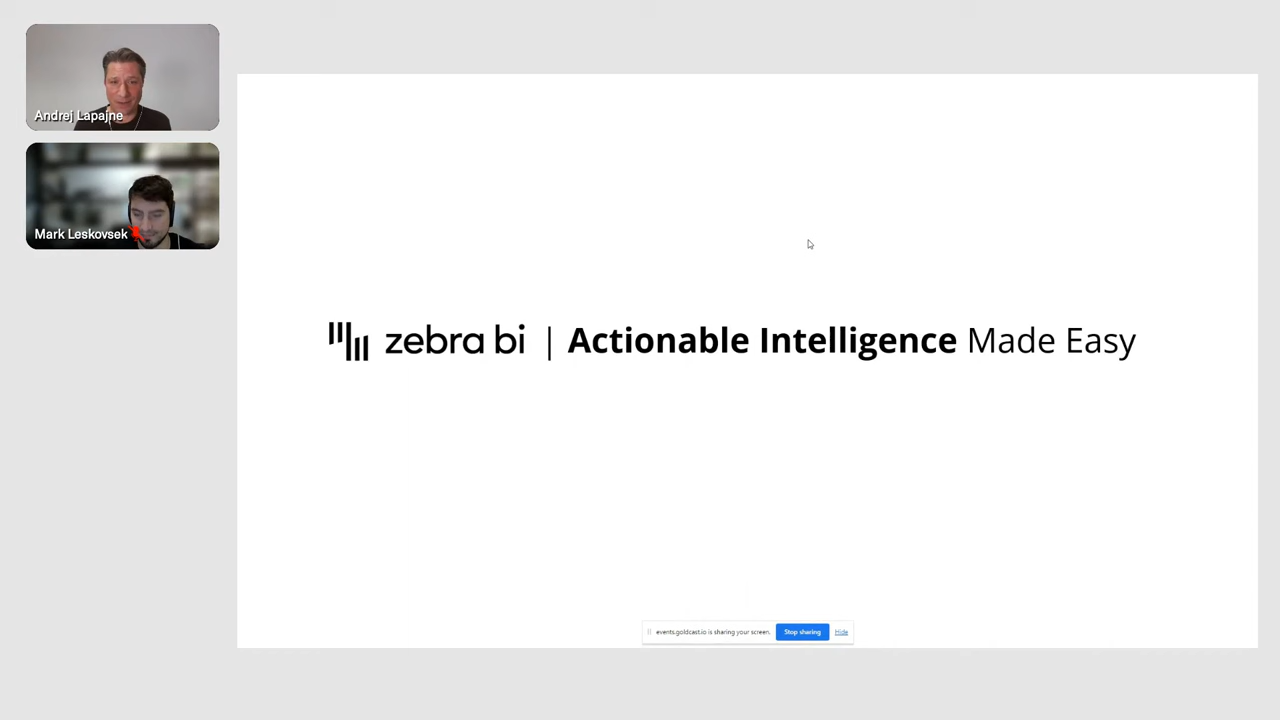 Andrej Lapajne
Mark Leskovsek
zebra bi | Actionable Intelligence Made Easy
events.goldcast.io is sharing your screen. Stop sharing Hide